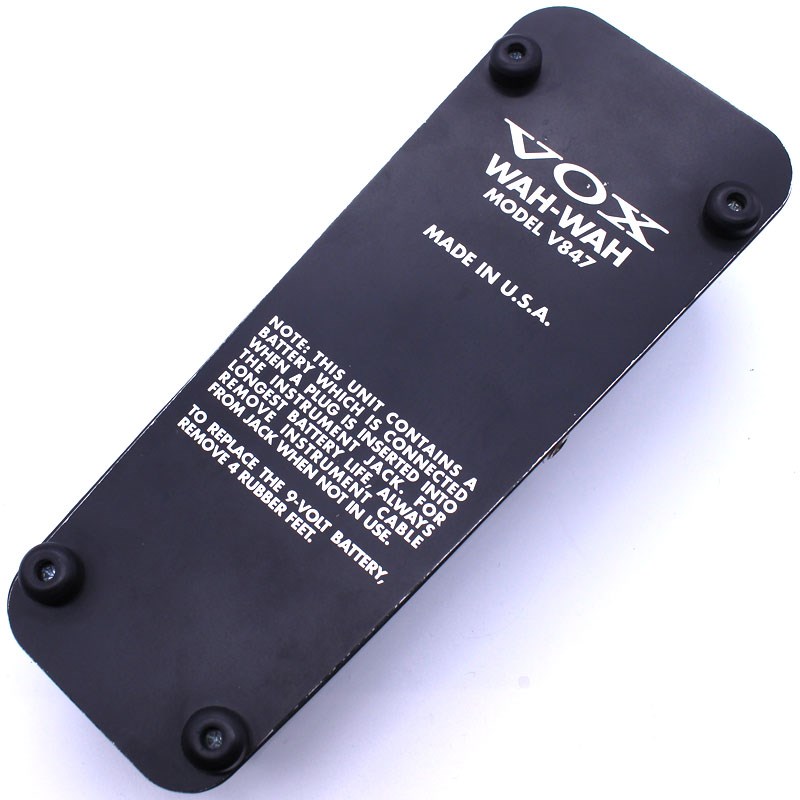 VOX
WAH-WAH
MODEL V847
MADE IN U.S.A.
NOTE: THIS UNIT CONTAINS A
BATTERY WHICH IS CONNECTED
WHEN A PLUG IS INSERTED INTO
THE INSTRUMENT JACK. FOR
LONGEST BATTERY LIFE, ALWAYS
REMOVE INSTRUMENT CABLE
FROM JACK WHEN NOT IN USE.
TO REPLACE THE 9-VOLT BATTERY,
REMOVE 4 RUBBER FEET.